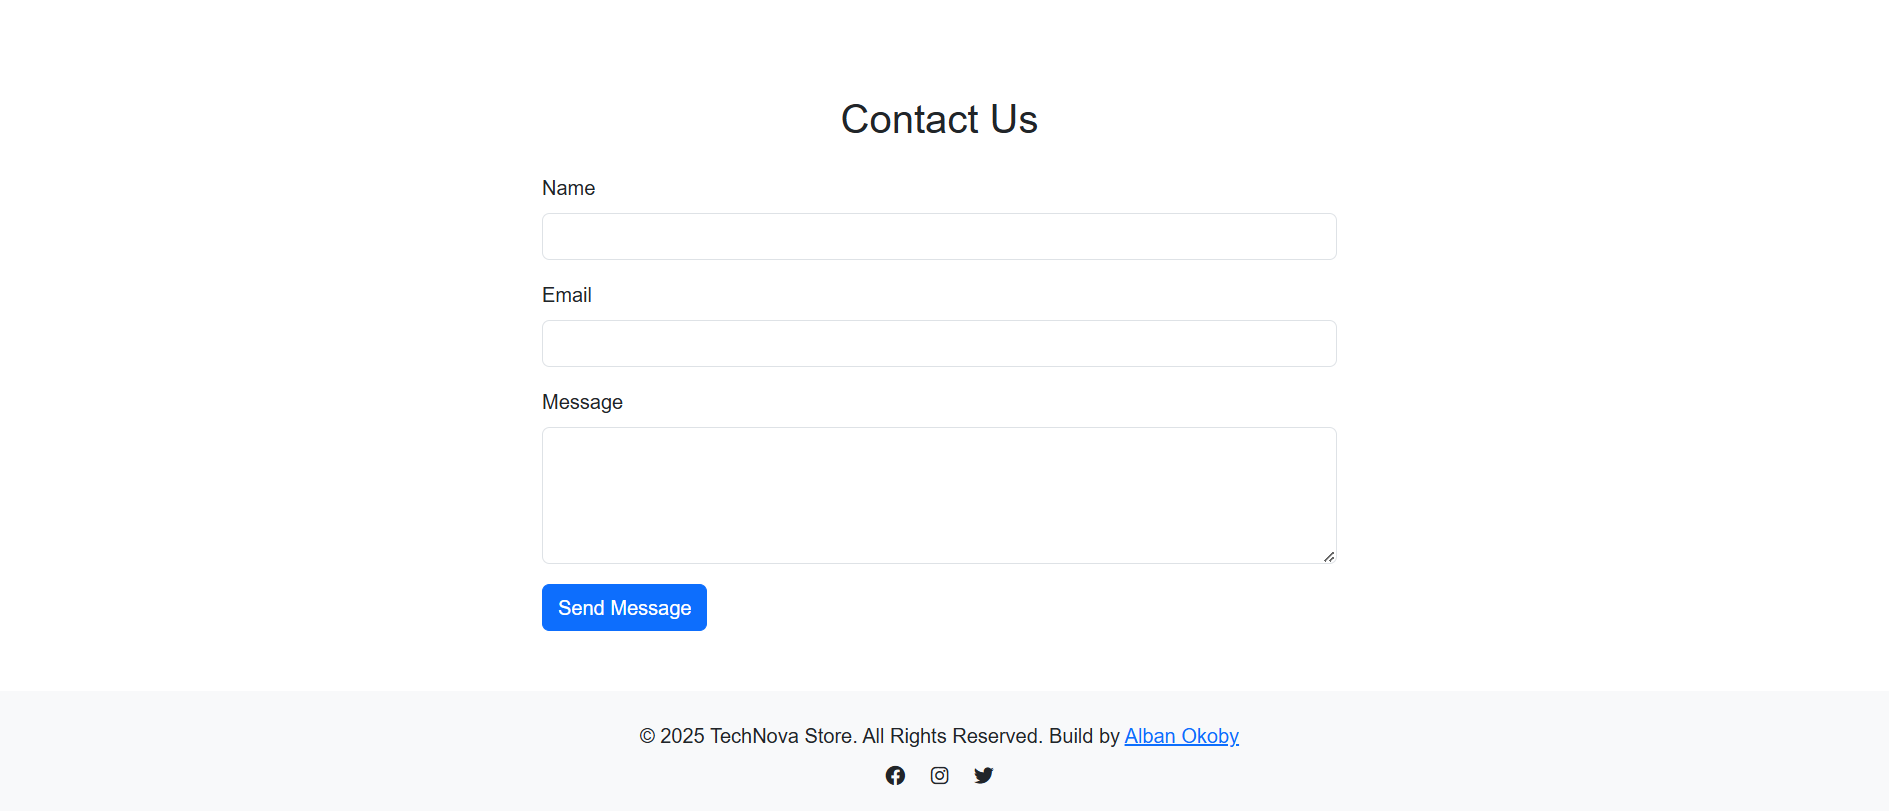 Contact Us
Name
Email
Message
Send Message
© 2025 TechNova Store. All Rights Reserved. Build by Alban Okoby